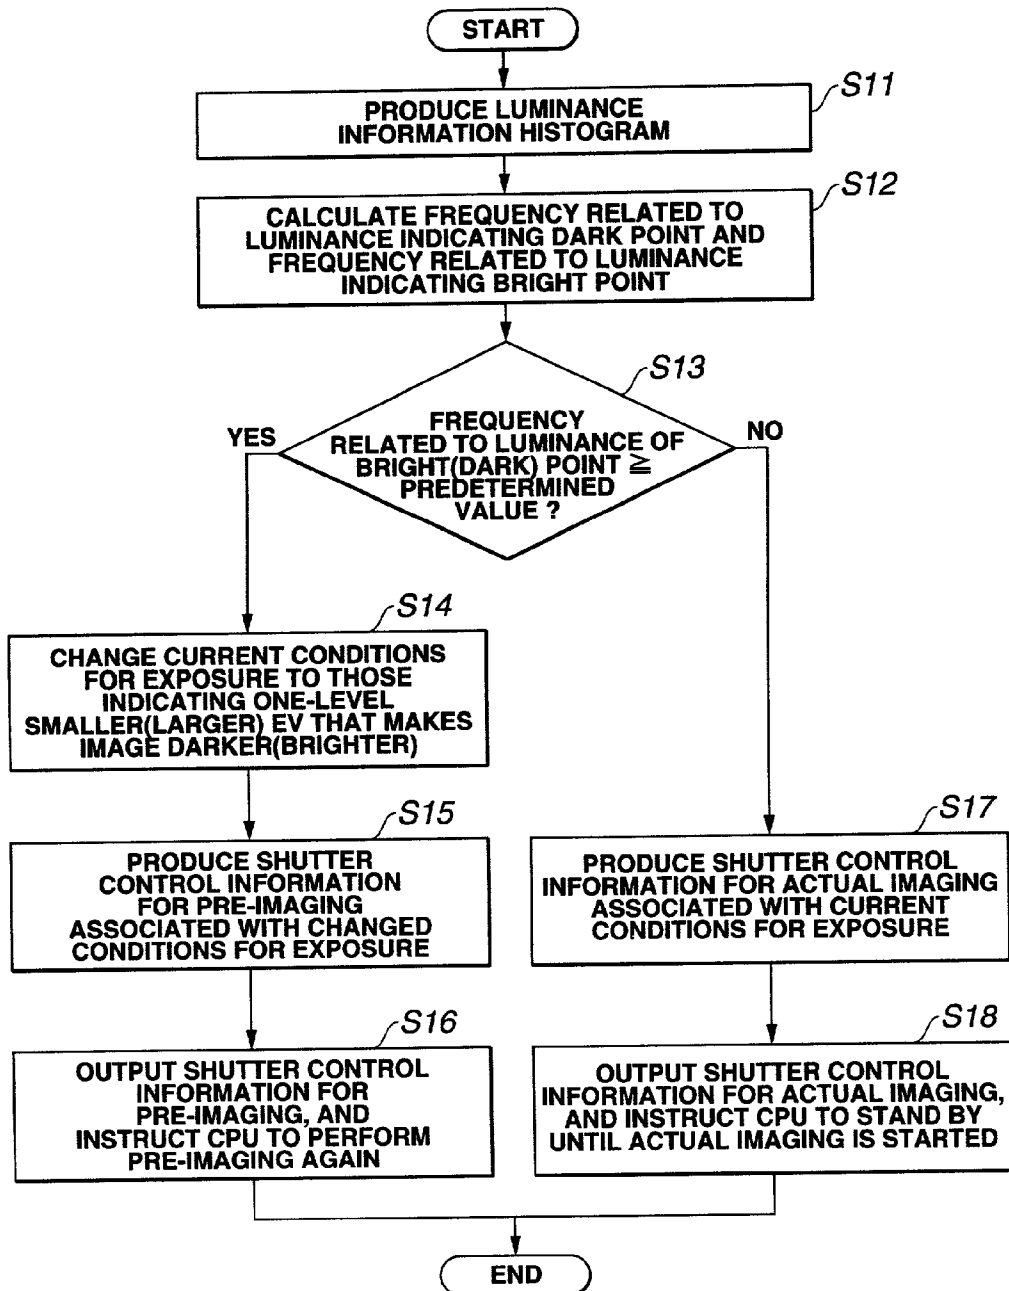 START
S11
PRODUCE LUMINANCE
INFORMATION HISTOGRAM
S12
CALCULATE FREQUENCY RELATED TO
LUMINANCE INDICATING DARK POINT AND
FREQUENCY RELATED TO LUMINANCE
INDICATING BRIGHT POINT
S13
YES
NO
FREQUENCY
RELATED TO LUMINANCE OF
BRIGHT(DARK) POINT ≧
PREDETERMINED
VALUE ?
S14
CHANGE CURRENT CONDITIONS
FOR EXPOSURE TO THOSE
INDICATING ONE-LEVEL
SMALLER(LARGER) EV THAT MAKES
IMAGE DARKER(BRIGHTER)
S15
PRODUCE SHUTTER
CONTROL INFORMATION
FOR PRE-IMAGING
ASSOCIATED WITH CHANGED
CONDITIONS FOR EXPOSURE
S16
OUTPUT SHUTTER CONTROL
INFORMATION FOR
PRE-IMAGING, AND
INSTRUCT CPU TO PERFORM
PRE-IMAGING AGAIN
S17
PRODUCE SHUTTER CONTROL
INFORMATION FOR ACTUAL IMAGING
ASSOCIATED WITH CURRENT
CONDITIONS FOR EXPOSURE
S18
OUTPUT SHUTTER CONTROL
INFORMATION FOR ACTUAL IMAGING,
AND INSTRUCT CPU TO STAND BY
UNTIL ACTUAL IMAGING IS STARTED
END